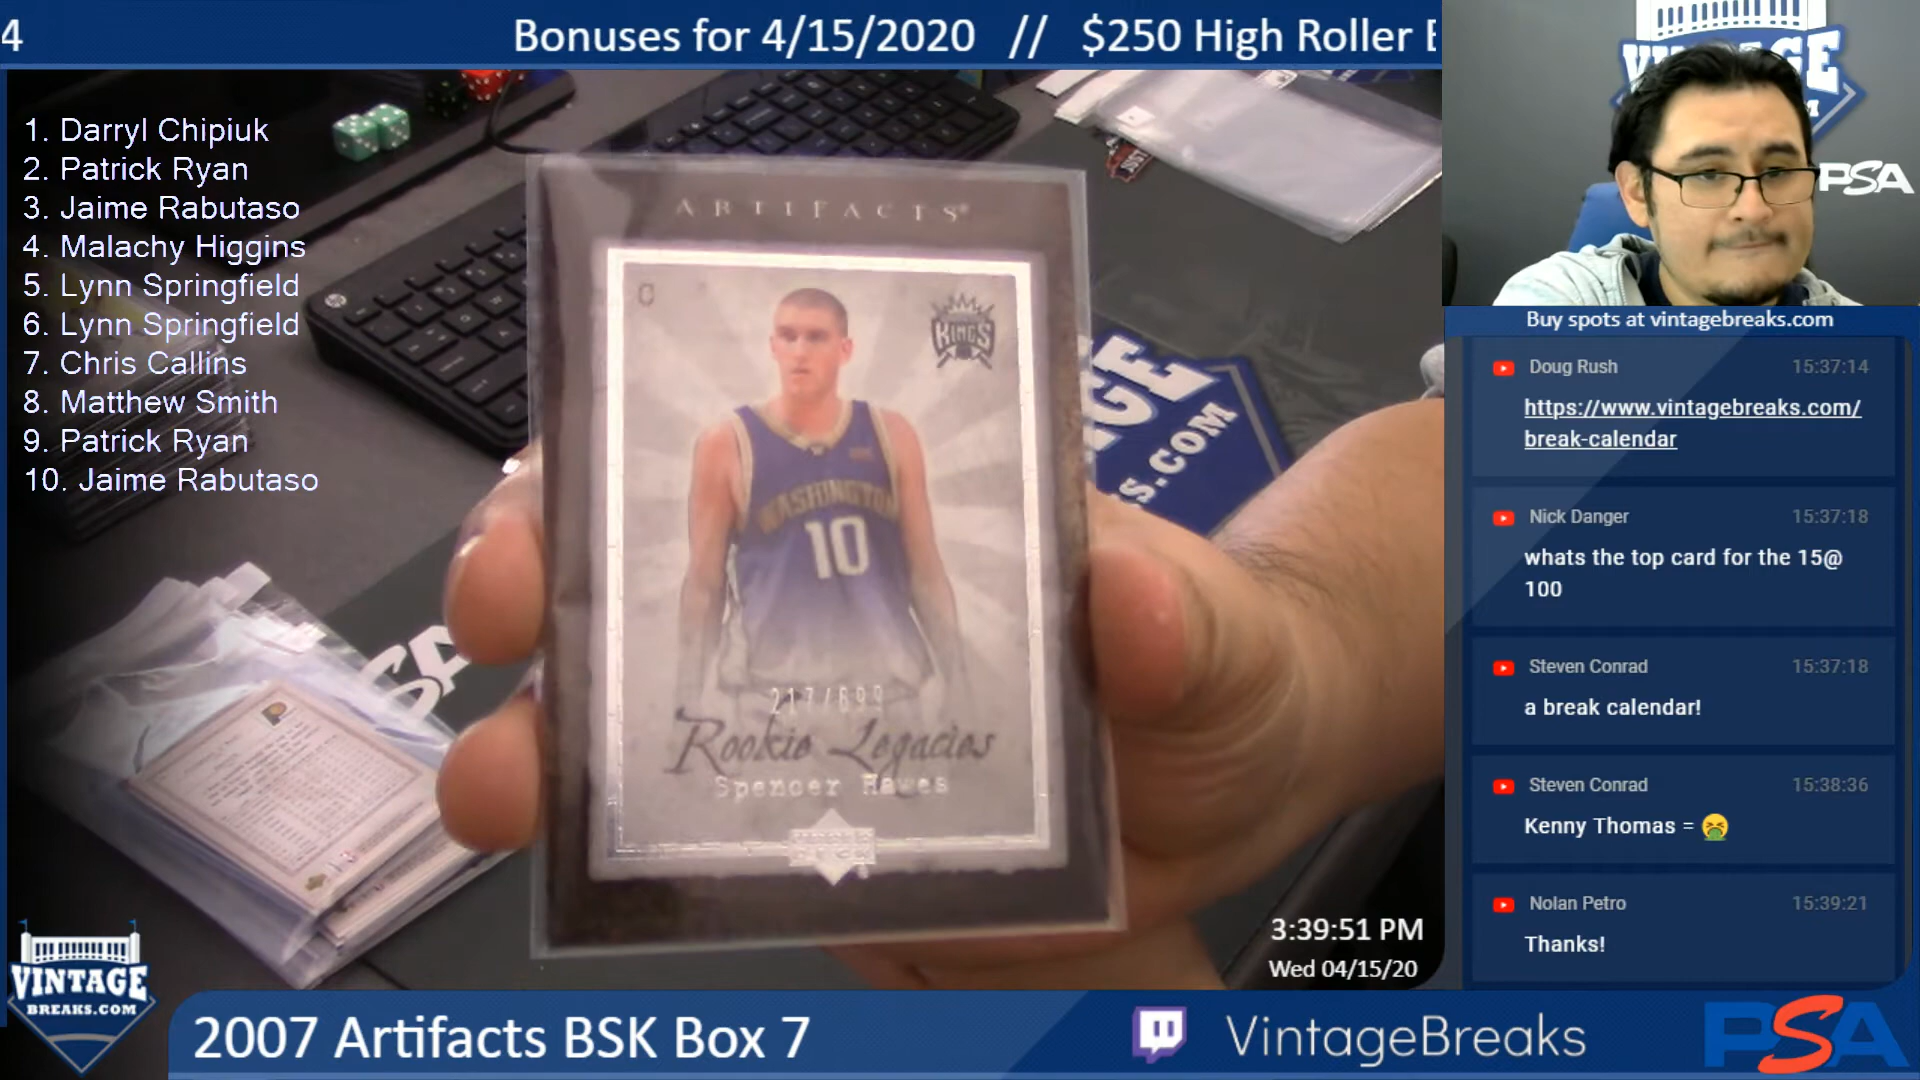 4
Bonuses for 4/15/2020 // $250 High Roller
1. Darryl Chipiuk
2. Patrick Ryan
3. Jaime Rabutaso
4. Malachy Higgins
5. Lynn Springfield
6. Lynn Springfield
7. Chris Callins
8. Matthew Smith
9. Patrick Ryan
10. Jaime Rabutaso
ARTIFACTS
C
KINGS
WASHINGTON
10
217/699
Rookie Legacies
Spencer Hawes
PSA
Buy spots at vintagebreaks.com
Doug Rush 15:37:14
https://www.vintagebreaks.com/
break-calendar
Nick Danger 15:37:18
whats the top card for the 15@
100
Steven Conrad 15:37:18
a break calendar!
Steven Conrad 15:38:36
Kenny Thomas = 🤮
Nolan Petro 15:39:21
Thanks!
3:39:51 PM
Wed 04/15/20
VINTAGE
BREAKS.COM
2007 Artifacts BSK Box 7
VintageBreaks
PSA